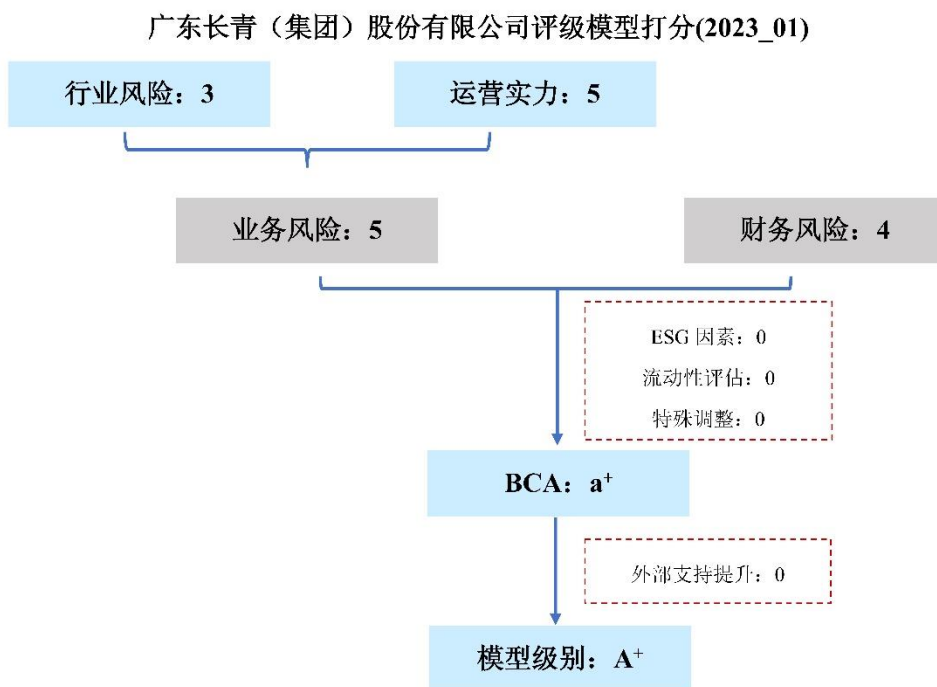 广东长青（集团）股份有限公司评级模型打分(2023_01)
行业风险：3
运营实力：5
业务风险：5
财务风险：4
ESG 因素：0
流动性评估：0
特殊调整：0
BCA：a⁺
外部支持提升：0
模型级别：A⁺